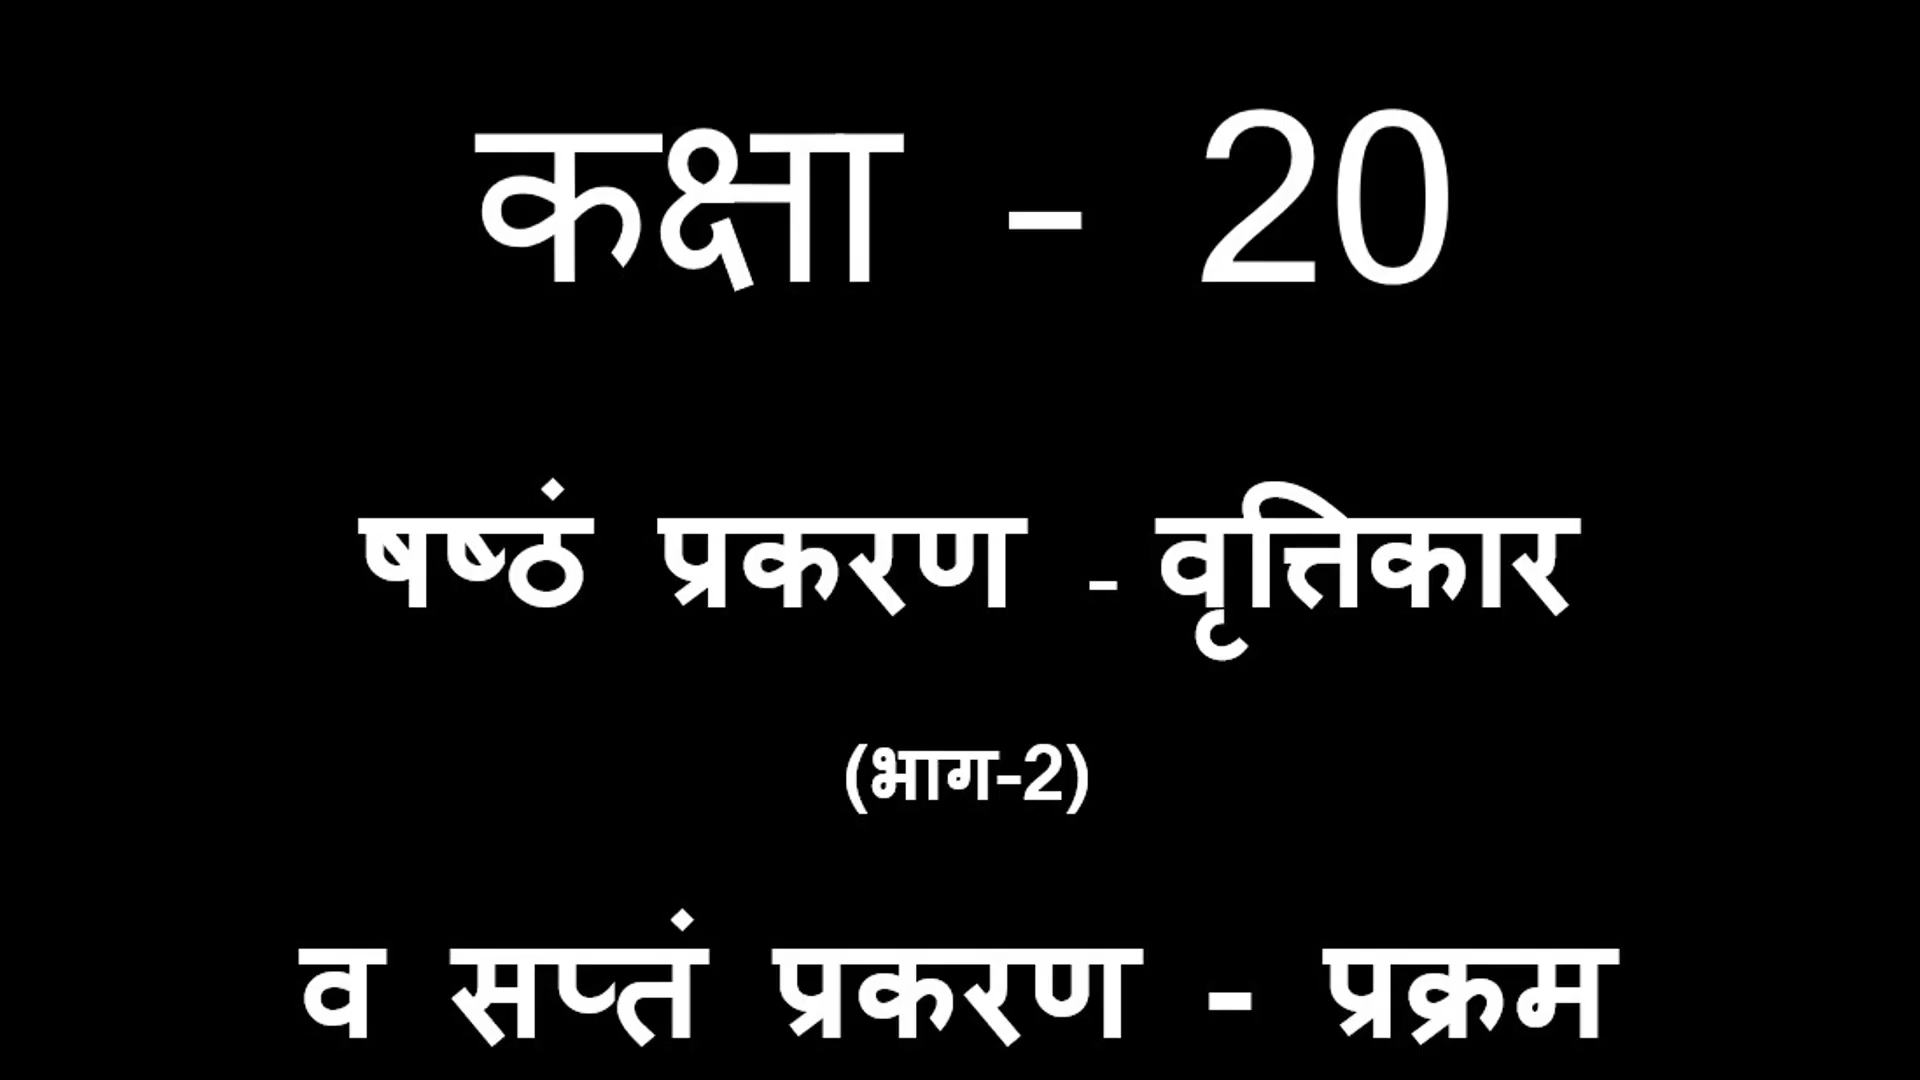 कक्षा - 20
षष्ठं प्रकरण - वृत्तिकार
(भाग-2)
व सप्तं प्रकरण - प्रक्रम